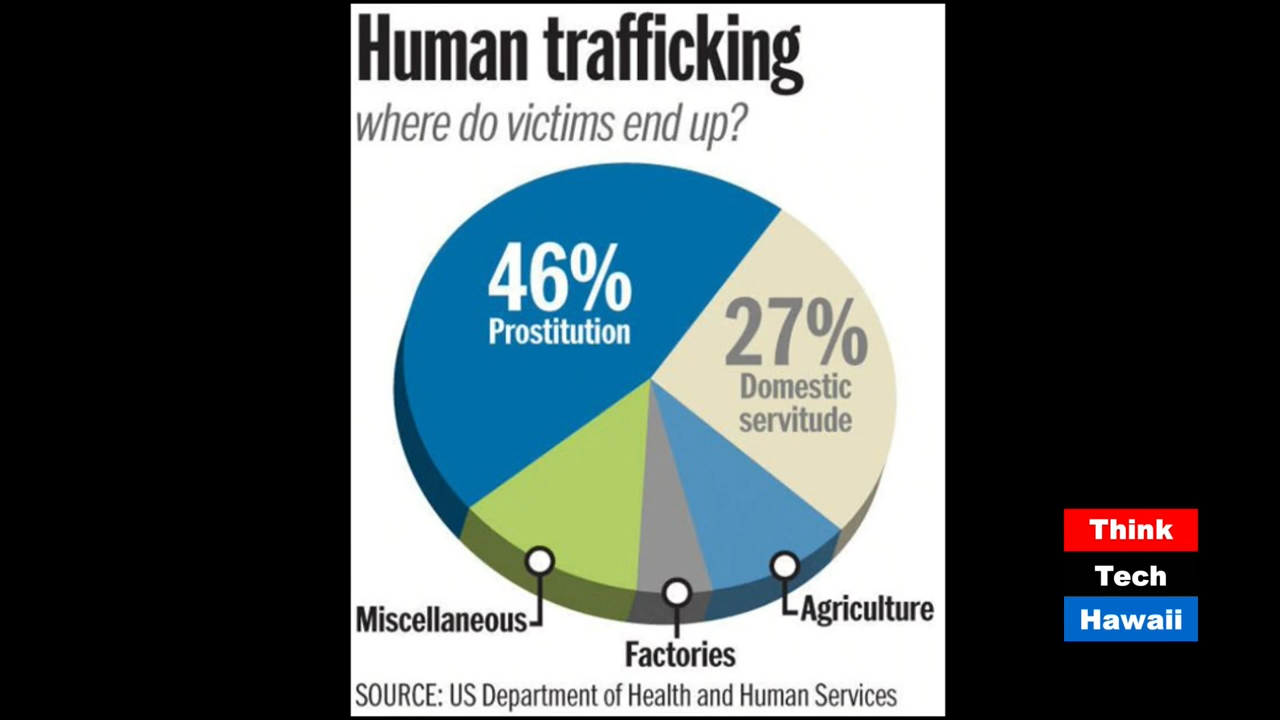 Human trafficking
where do victims end up?
46%
Prostitution
27%
Domestic
servitude
Miscellaneous
Factories
Agriculture
SOURCE: US Department of Health and Human Services
Think
Tech
Hawaii